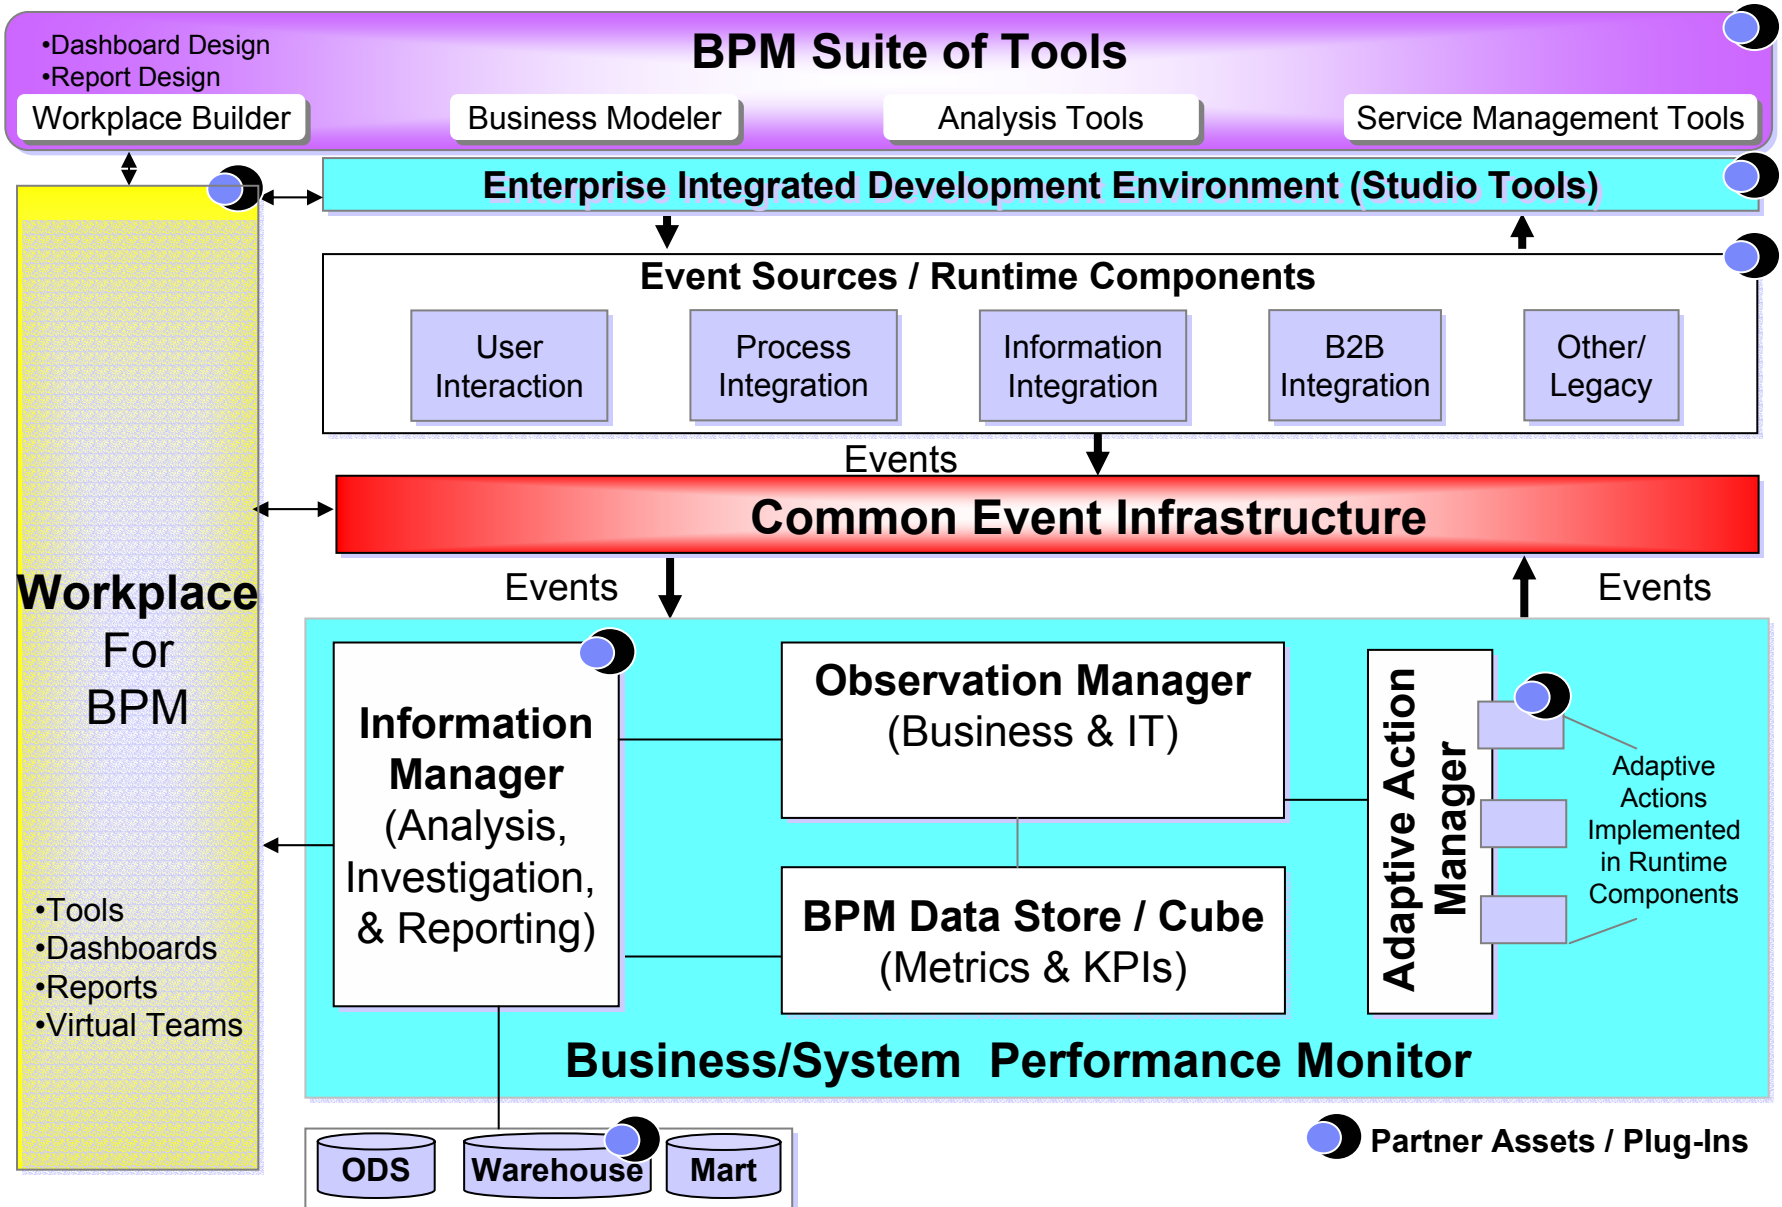 BPM Suite of Tools
•Dashboard Design
•Report Design
Workplace Builder
Business Modeler
Analysis Tools
Service Management Tools
Enterprise Integrated Development Environment (Studio Tools)
Event Sources / Runtime Components
User
Interaction
Process
Integration
Information
Integration
B2B
Integration
Other/
Legacy
Events
Common Event Infrastructure
Events
Events
Workplace
For
BPM
•Tools
•Dashboards
•Reports
•Virtual Teams
Information
Manager
(Analysis,
Investigation,
& Reporting)
Observation Manager
(Business & IT)
BPM Data Store / Cube
(Metrics & KPIs)
Adaptive Action
Manager
Adaptive
Actions
Implemented
in Runtime
Components
Business/System Performance Monitor
ODS
Warehouse
Mart
Partner Assets / Plug-Ins